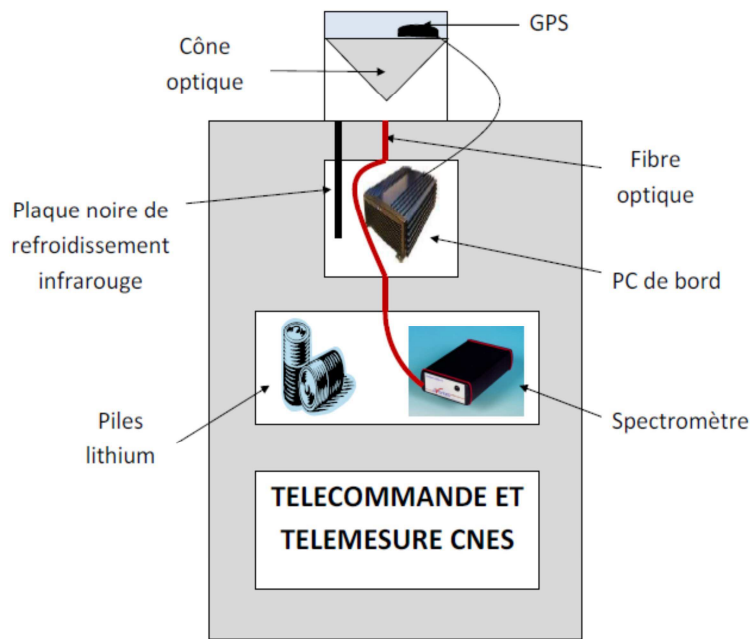 GPS
Cône
optique
Fibre
optique
Plaque noire de
refroidissement
infrarouge
PC de bord
Piles
lithium
Spectromètre
TELECOMMANDE ET
TELEMESURE CNES